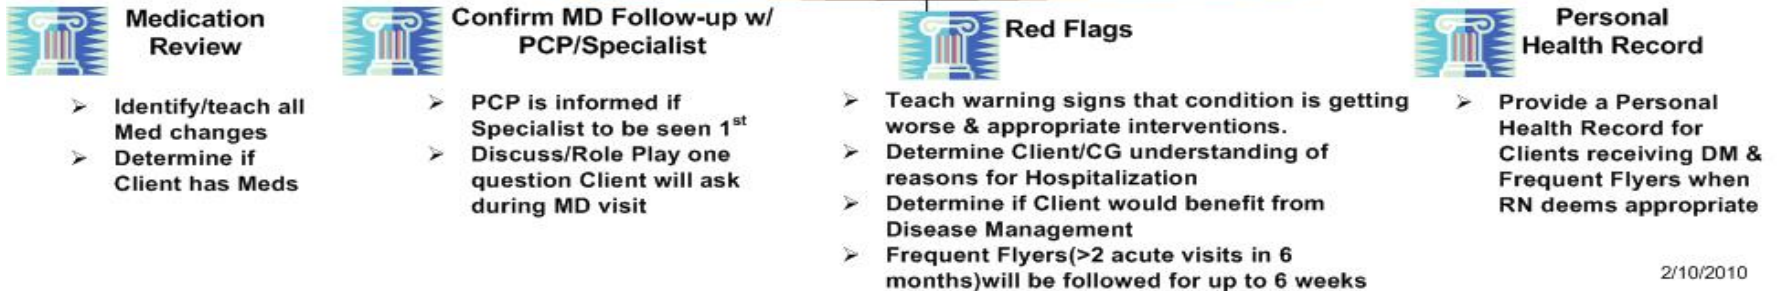 Medication
Review
➢ Identify/teach all
Med changes
➢ Determine if
Client has Meds
Confirm MD Follow-up w/
PCP/Specialist
➢ PCP is informed if
Specialist to be seen 1st
➢ Discuss/Role Play one
question Client will ask
during MD visit
Red Flags
➢ Teach warning signs that condition is getting
worse & appropriate interventions.
➢ Determine Client/CG understanding of
reasons for Hospitalization
➢ Determine if Client would benefit from
Disease Management
➢ Frequent Flyers(>2 acute visits in 6
months)will be followed for up to 6 weeks
Personal
Health Record
➢ Provide a Personal
Health Record for
Clients receiving DM &
Frequent Flyers when
RN deems appropriate
2/10/2010